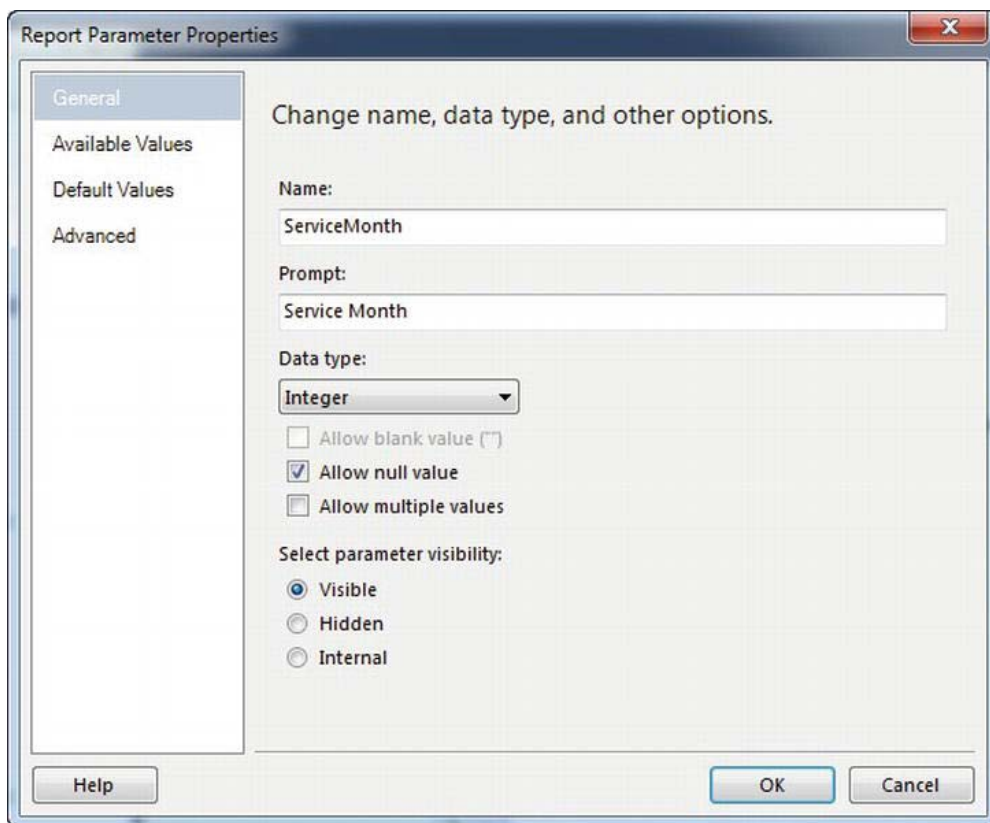 Report Parameter Properties
General
Available Values
Default Values
Advanced
Change name, data type, and other options.
Name:
ServiceMonth
Prompt:
Service Month
Data type:
Integer
Allow blank value ("")
Allow null value
Allow multiple values
Select parameter visibility:
Visible
Hidden
Internal
Help
OK
Cancel